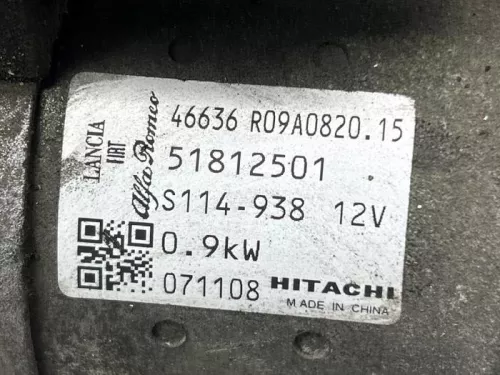 LANCIA
FIAT
Alfa Romeo
46636 R09A0820.15
51812501
S114-938 12V
0.9kW
071108 HITACHI
MADE IN CHINA